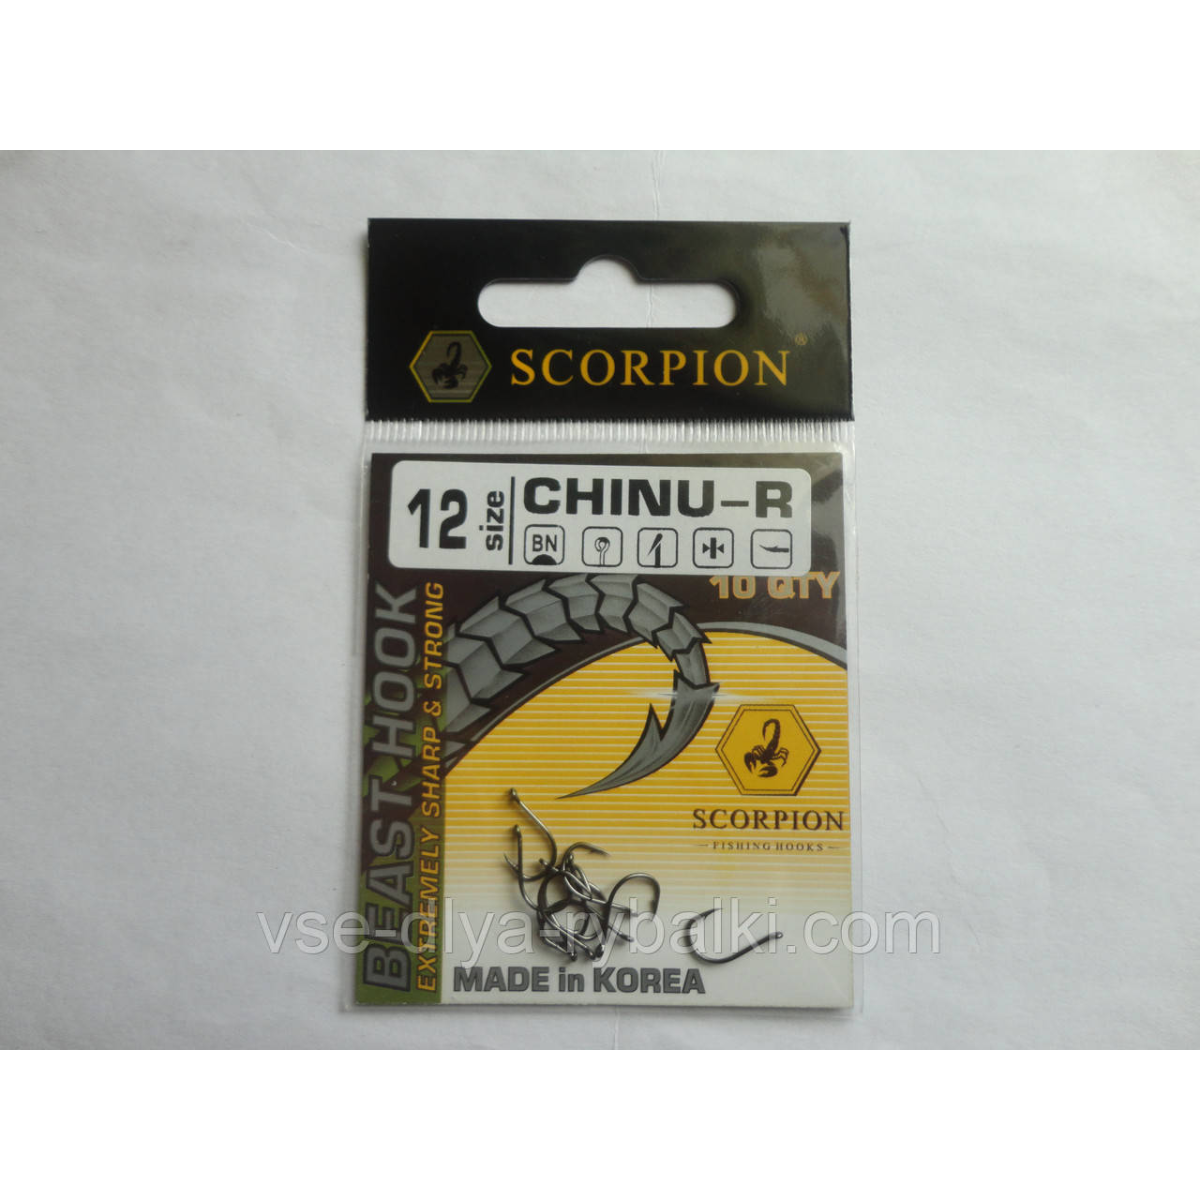 SCORPION®
12 size
CHINU-R
BN
10 QTY
BEAST HOOK
EXTREMELY SHARP & STRONG
SCORPION
FISHING HOOKS
vse-dlya-rybalki.com
MADE in KOREA